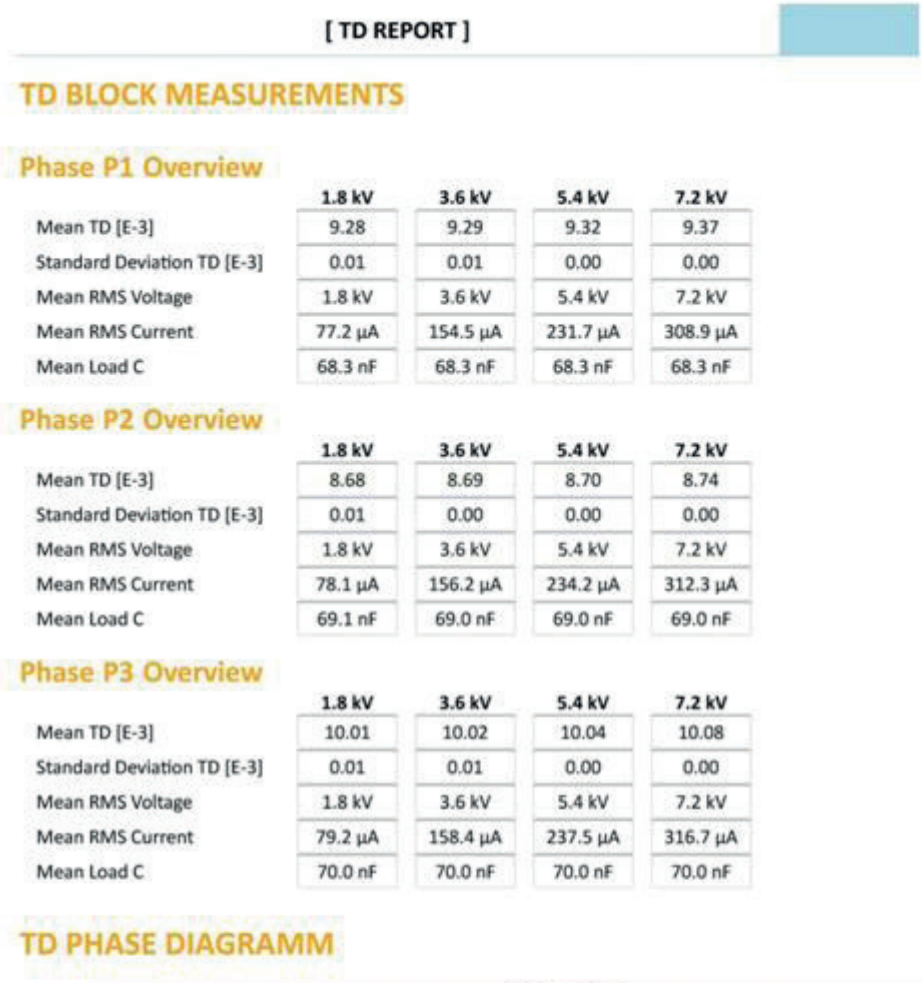 [ TD REPORT ]
TD BLOCK MEASUREMENTS
Phase P1 Overview
1.8 kV 3.6 kV 5.4 kV 7.2 kV
Mean TD [E-3] 9.28 9.29 9.32 9.37
Standard Deviation TD [E-3] 0.01 0.01 0.00 0.00
Mean RMS Voltage 1.8 kV 3.6 kV 5.4 kV 7.2 kV
Mean RMS Current 77.2 µA 154.5 µA 231.7 µA 308.9 µA
Mean Load C 68.3 nF 68.3 nF 68.3 nF 68.3 nF
Phase P2 Overview
1.8 kV 3.6 kV 5.4 kV 7.2 kV
Mean TD [E-3] 8.68 8.69 8.70 8.74
Standard Deviation TD [E-3] 0.01 0.00 0.00 0.00
Mean RMS Voltage 1.8 kV 3.6 kV 5.4 kV 7.2 kV
Mean RMS Current 78.1 µA 156.2 µA 234.2 µA 312.3 µA
Mean Load C 69.1 nF 69.0 nF 69.0 nF 69.0 nF
Phase P3 Overview
1.8 kV 3.6 kV 5.4 kV 7.2 kV
Mean TD [E-3] 10.01 10.02 10.04 10.08
Standard Deviation TD [E-3] 0.01 0.01 0.00 0.00
Mean RMS Voltage 1.8 kV 3.6 kV 5.4 kV 7.2 kV
Mean RMS Current 79.2 µA 158.4 µA 237.5 µA 316.7 µA
Mean Load C 70.0 nF 70.0 nF 70.0 nF 70.0 nF
TD PHASE DIAGRAMM